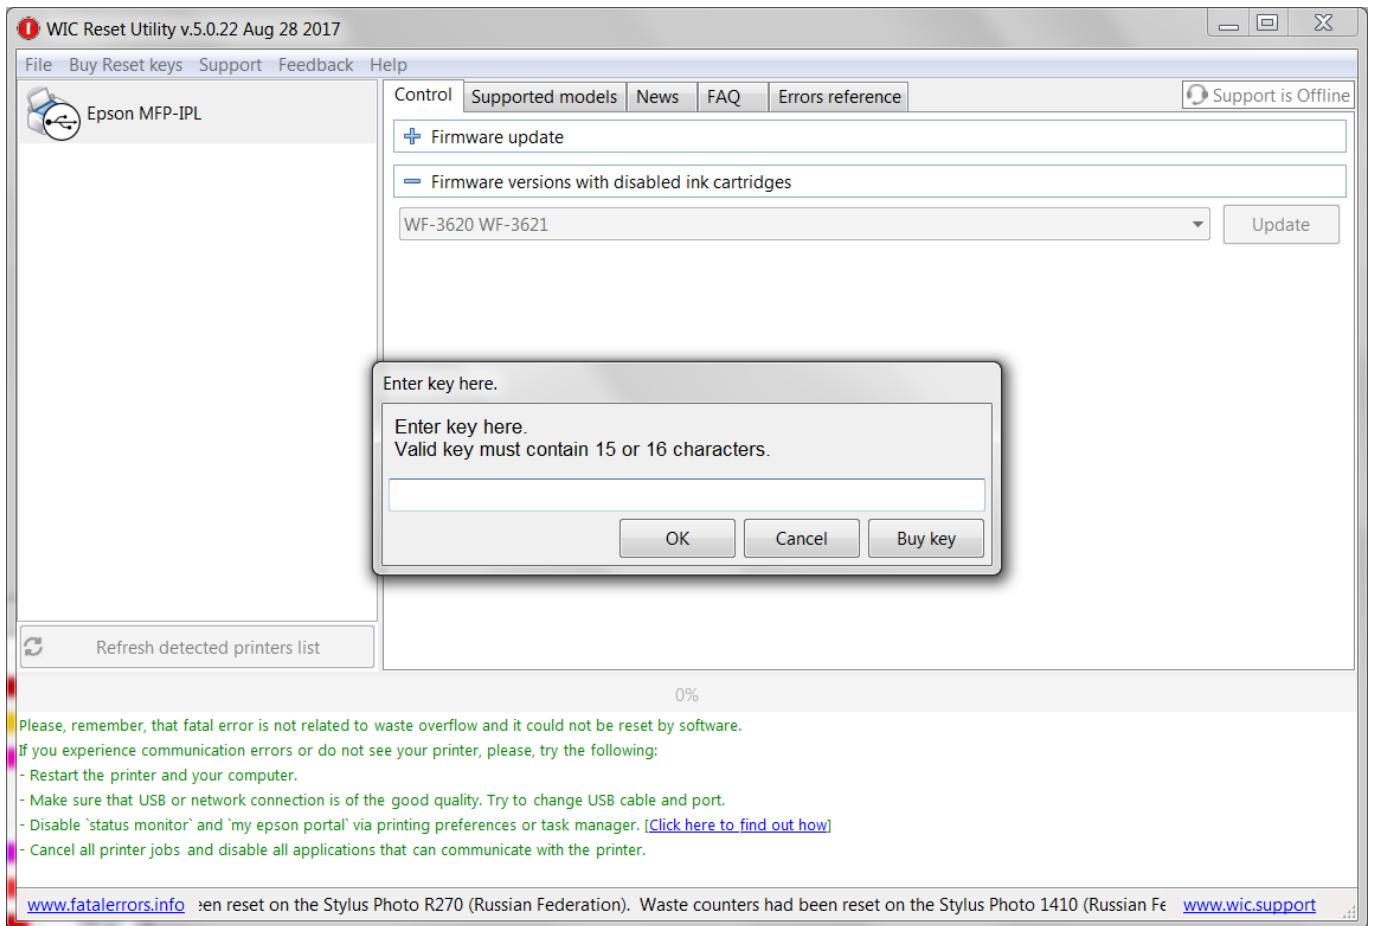 WIC Reset Utility v.5.0.22 Aug 28 2017
File Buy Reset keys Support Feedback Help
Epson MFP-IPL
Control Supported models News FAQ Errors reference
Support is Offline
Firmware update
Firmware versions with disabled ink cartridges
WF-3620 WF-3621
Update
Enter key here.
Enter key here.
Valid key must contain 15 or 16 characters.
OK Cancel Buy key
Refresh detected printers list
0%
Please, remember, that fatal error is not related to waste overflow and it could not be reset by software.
If you experience communication errors or do not see your printer, please, try the following:
- Restart the printer and your computer.
- Make sure that USB or network connection is of the good quality. Try to change USB cable and port.
- Disable `status monitor` and `my epson portal` via printing preferences or task manager. [Click here to find out how]
- Cancel all printer jobs and disable all applications that can communicate with the printer.
www.fatalerrors.info een reset on the Stylus Photo R270 (Russian Federation). Waste counters had been reset on the Stylus Photo 1410 (Russian Fe www.wic.support